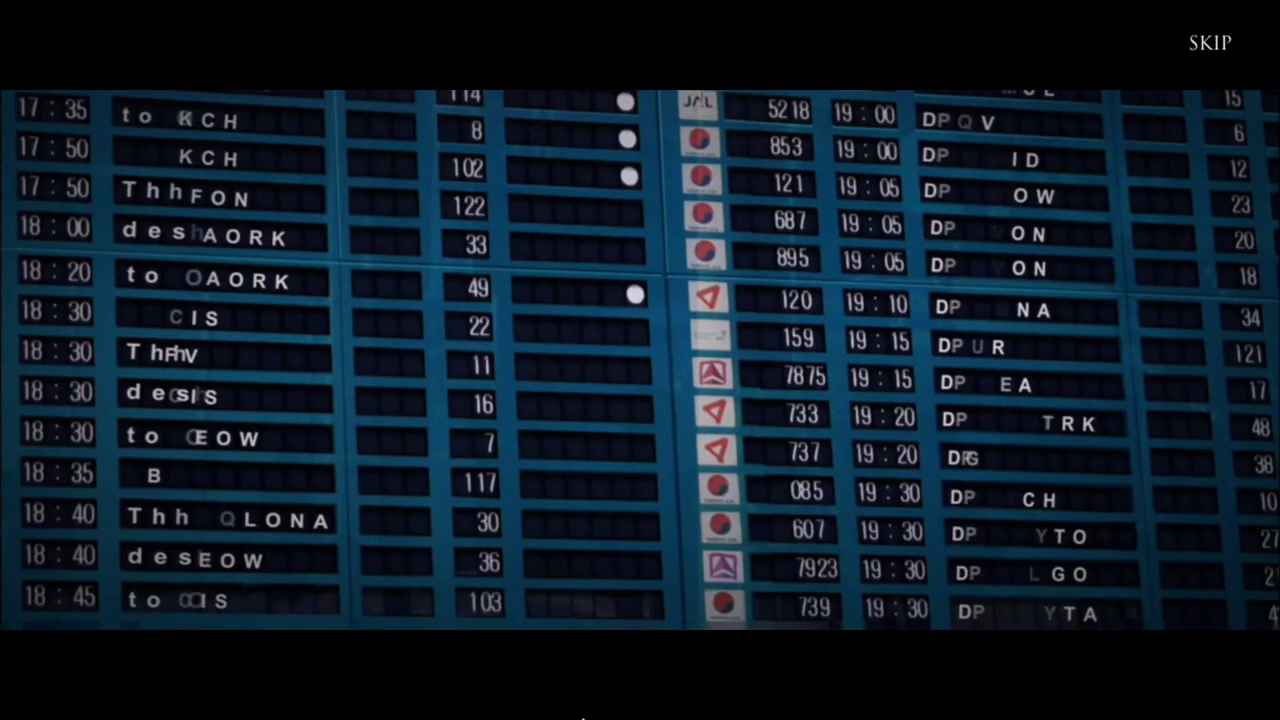 SKIP
17:35 to KCH 8
17:50 KCH 102
17:50 ThhFON 122
18:00 des AORK 33
18:20 to OAORK 49
18:30 CIS 22
18:30 11
18:30 16
18:30 to EOW 7
18:35 B 117
18:40 Thh QLONA 30
18:40 desEOW 36
18:45 to IS 103
JAL 5218 19:00 DPQV 6
853 19:00 DP ID 12
121 19:05 DP OW 23
687 19:05 DP ON 20
895 19:05 DP ON 18
120 19:10 DP NA 34
159 19:15 DPUR 121
7875 19:15 DP EA 17
733 19:20 DP TRK 48
737 19:20 38
085 19:30 DP CH 10
607 19:30 DP YTO 27
7923 19:30 DP LGO
739 19:30 DP YTA